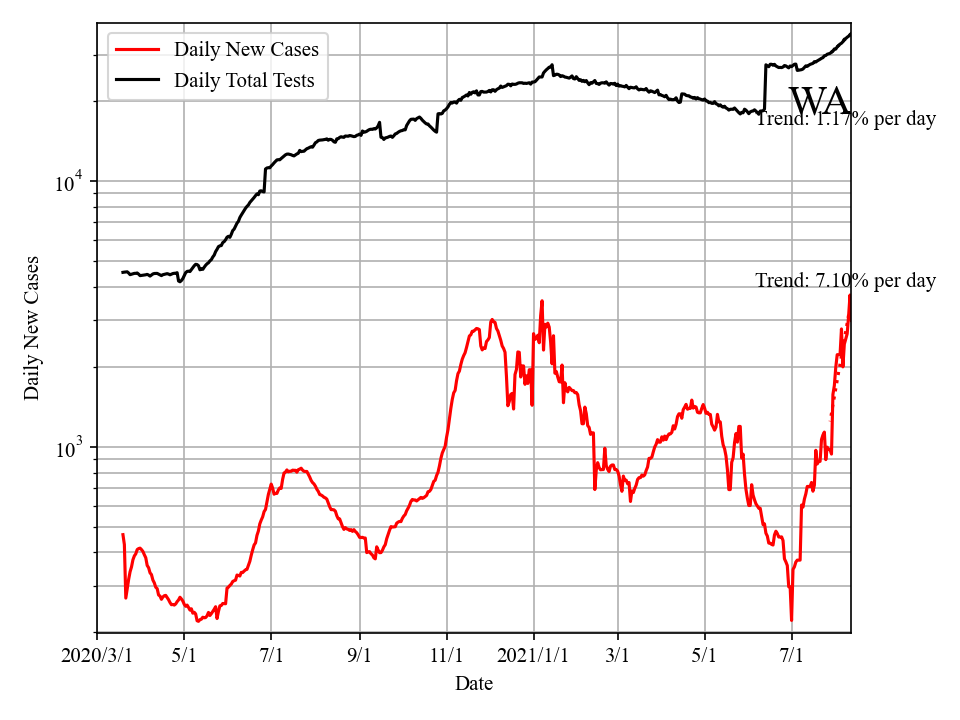 Daily New Cases
Daily Total Tests
WA
Trend: 1.17% per day
Trend: 7.10% per day
10^4
10^3
Daily New Cases
2020/3/1 5/1 7/1 9/1 11/1 2021/1/1 3/1 5/1 7/1
Date